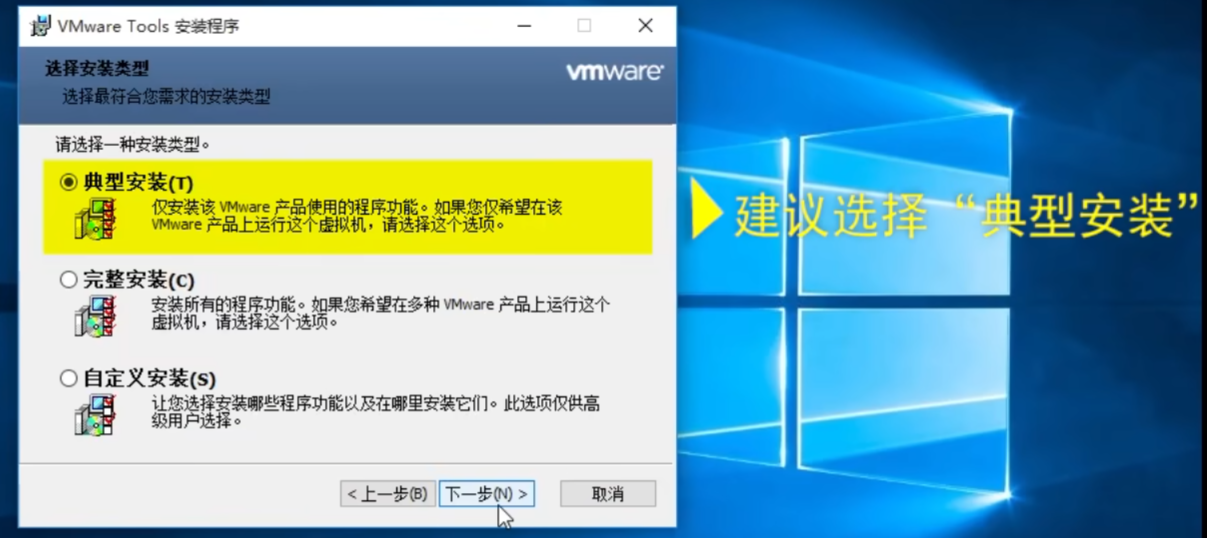 VMware Tools 安装程序
选择安装类型
vmware
选择最符合您需求的安装类型
请选择一种安装类型。
典型安装(T)
仅安装该 VMware 产品使用的程序功能。如果您仅希望在该
VMware 产品上运行这个虚拟机，请选择这个选项。
建议选择“典型安装”
完整安装(C)
安装所有的程序功能。如果您希望在多种 VMware 产品上运行这个
虚拟机，请选择这个选项。
自定义安装(S)
让您选择安装哪些程序功能以及在哪里安装它们。此选项仅供高
级用户选择。
< 上一步(B)
下一步(N) >
取消